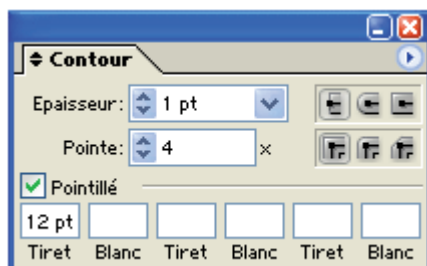 Contour
Epaisseur: 1 pt
Pointe: 4 x
Pointillé
12 pt
Tiret Blanc Tiret Blanc Tiret Blanc